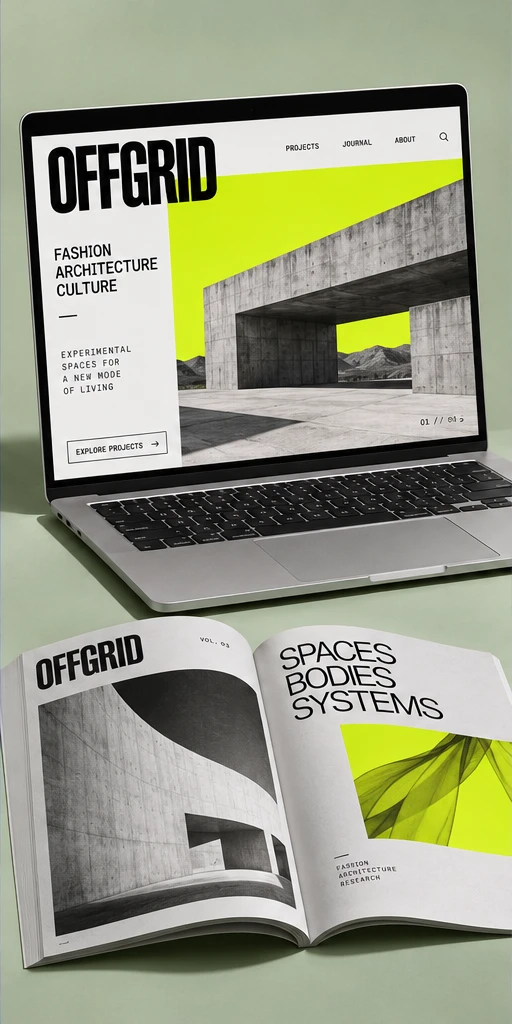 OFFGRID
PROJECTS
JOURNAL
ABOUT
FASHION
ARCHITECTURE
CULTURE
EXPERIMENTAL
SPACES FOR
A NEW MODE
OF LIVING
EXPLORE PROJECTS →
01 //
OFFGRID
VOL. 03
SPACES
BODIES
SYSTEMS
FASHION
ARCHITECTURE
RESEARCH